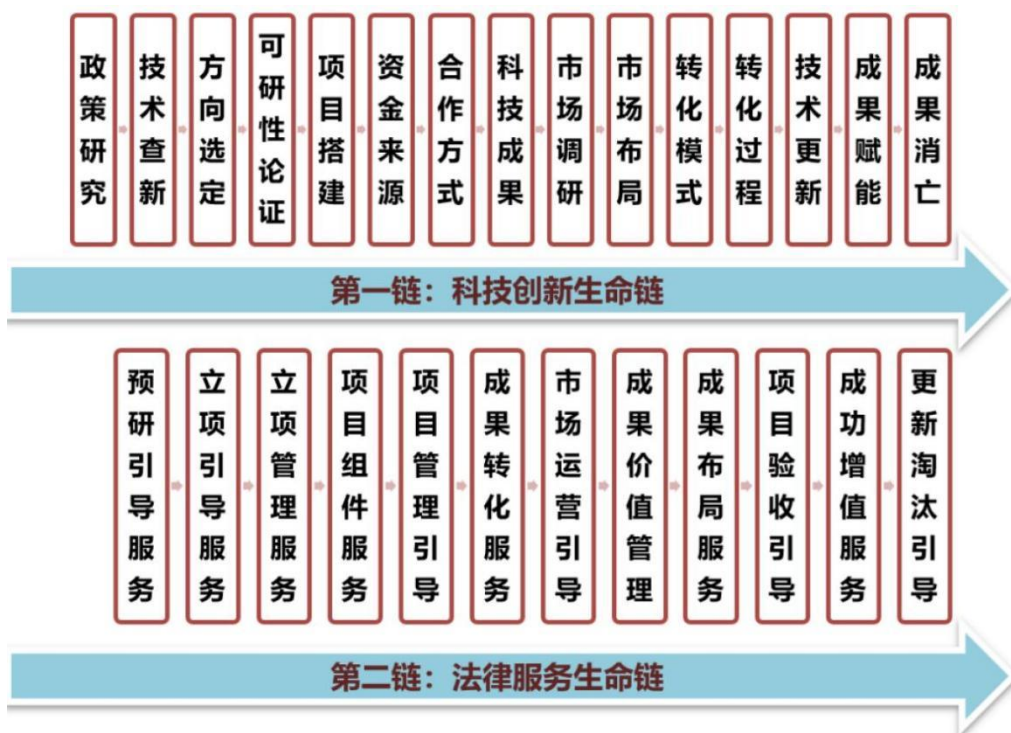 政策研究
技术查新
方向选定
可研性论证
项目搭建
资金来源
合作方式
科技成果
市场调研
市场布局
转化模式
转化过程
技术更新
成果赋能
成果消亡
第一链：科技创新生命链
预研引导服务
立项引导服务
立项管理服务
项目组件服务
项目管理引导
成果转化服务
市场运营引导
成果价值管理
成果布局服务
项目验收引导
成功增值服务
更新淘汰引导
第二链：法律服务生命链